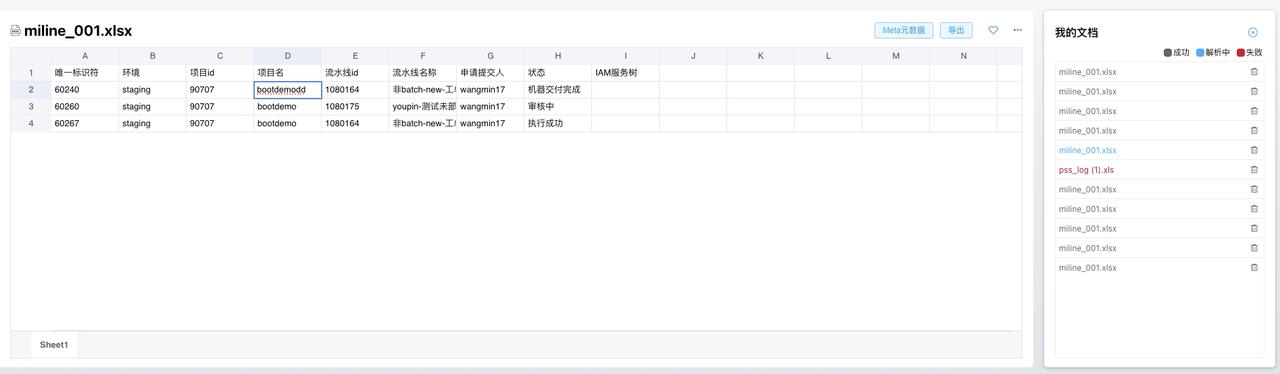 miline_001.xlsx
Meta元数据 导出
A B C D E F G H I J K L M N
1 唯一标识符 环境 项目id 项目名 流水线id 流水线名称 申请提交人 状态 IAM服务树
2 60240 staging 90707 bootdemodd 1080164 非batch-new-工 wangmin17 机器交付完成
3 60260 staging 90707 bootdemo 1080175 youpin-测试未部 wangmin17 审核中
4 60267 staging 90707 bootdemo 1080164 非batch-new-工 wangmin17 执行成功
Sheet1
我的文档
成功 解析中 失败
miline_001.xlsx
miline_001.xlsx
miline_001.xlsx
miline_001.xlsx
miline_001.xlsx
pss_log (1).xls
miline_001.xlsx
miline_001.xlsx
miline_001.xlsx
miline_001.xlsx
miline_001.xlsx